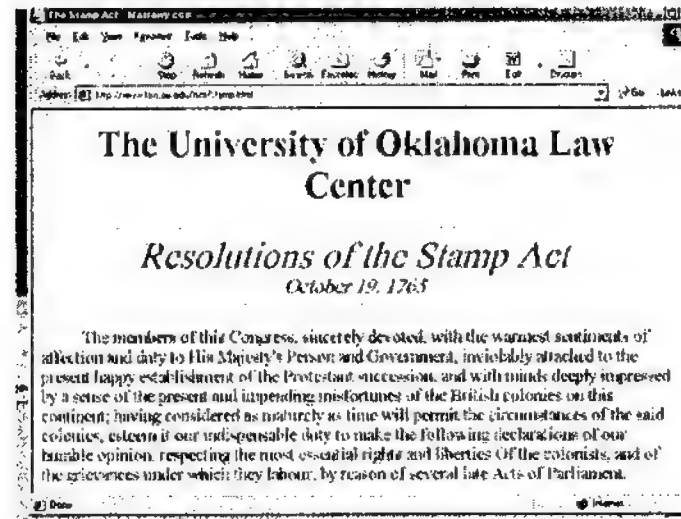 The Stamp Act
File Edit View Favorites Tools Help
Back Stop Refresh Home Search Favorites History Mail Print Edit Discuss
Address Go Links
The University of Oklahoma Law
Center
Resolutions of the Stamp Act
October 19, 1765
The members of this Congress, sincerely devoted, with the warmest sentiments of
affection and duty to His Majesty's Person and Government, inviolably attached to the
present happy establishment of the Protestant succession, and with minds deeply impressed
by a sense of the present and impending misfortunes of the British colonies on this
continent; having considered as maturely as time will permit the circumstances of the said
colonies, esteem it our indispensable duty to make the following declarations of our
humble opinion, respecting the most essential rights and liberties Of the colonists, and of
the grievances under which they labour, by reason of several late Acts of Parliament.
Done Internet